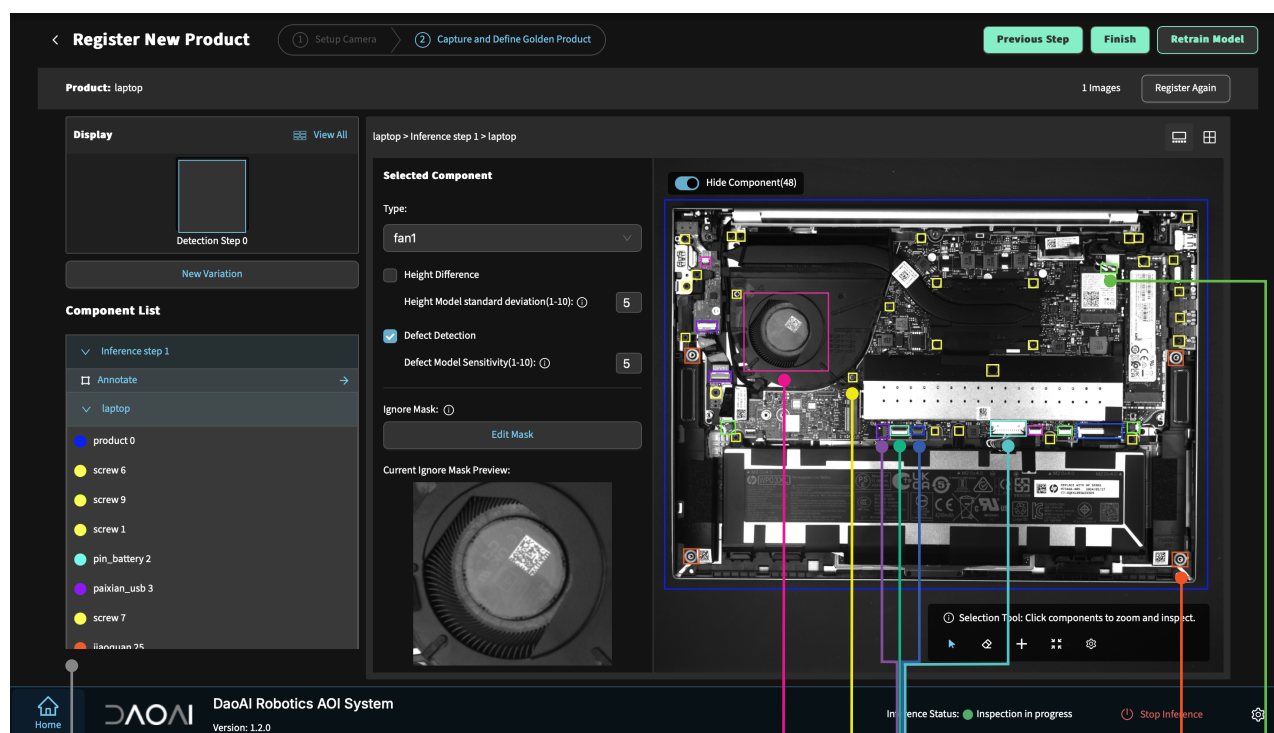 Register New Product
1 Setup Camera
2 Capture and Define Golden Product
Previous Step
Finish
Retrain Model
Product: laptop
1 Images
Register Again
Display
View All
Detection Step 0
New Variation
Component List
Inference step 1
Annotate
laptop
product 0
screw 6
screw 9
screw 1
pin_battery 2
paixian_usb 3
screw 7
jiaoquan 25
laptop > Inference step 1 > laptop
Selected Component
Type:
fan1
Height Difference
Height Model standard deviation(1-10):
5
Defect Detection
Defect Model Sensitivity(1-10):
5
Ignore Mask:
Edit Mask
Current Ignore Mask Preview:
Hide Component(48)
Selection Tool: Click components to zoom and inspect.
Home
DAOAI
DaoAI Robotics AOI System
Version: 1.2.0
Inference Status: Inspection in progress
Stop Inference